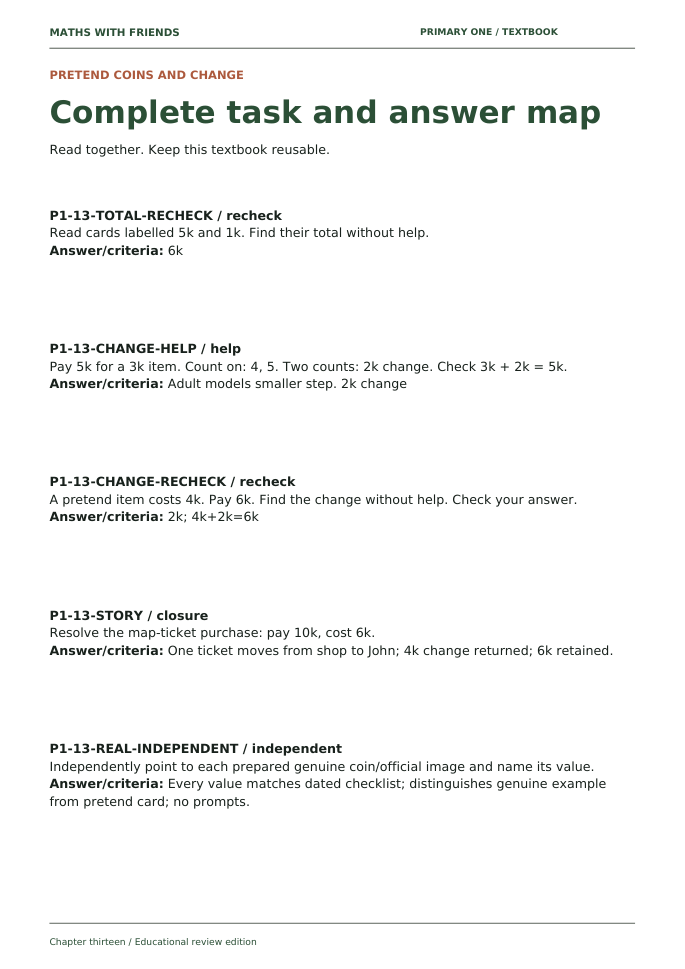 MATHS WITH FRIENDS
PRIMARY ONE / TEXTBOOK
PRETEND COINS AND CHANGE
Complete task and answer map
Read together. Keep this textbook reusable.
P1-13-TOTAL-RECHECK / recheck
Read cards labelled 5k and 1k. Find their total without help.
Answer/criteria: 6k
P1-13-CHANGE-HELP / help
Pay 5k for a 3k item. Count on: 4, 5. Two counts: 2k change. Check 3k + 2k = 5k.
Answer/criteria: Adult models smaller step. 2k change
P1-13-CHANGE-RECHECK / recheck
A pretend item costs 4k. Pay 6k. Find the change without help. Check your answer.
Answer/criteria: 2k; 4k+2k=6k
P1-13-STORY / closure
Resolve the map-ticket purchase: pay 10k, cost 6k.
Answer/criteria: One ticket moves from shop to John; 4k change returned; 6k retained.
P1-13-REAL-INDEPENDENT / independent
Independently point to each prepared genuine coin/official image and name its value.
Answer/criteria: Every value matches dated checklist; distinguishes genuine example
from pretend card; no prompts.
Chapter thirteen / Educational review edition